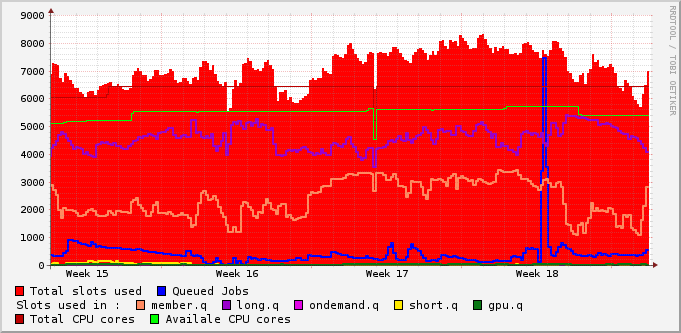 9000
8000
7000
6000
5000
4000
3000
2000
1000
0
Week 15 Week 16 Week 17 Week 18
RRDTOOL / TOBI OETIKER
Total slots used Queued Jobs
Slots used in : member.q long.q ondemand.q short.q gpu.q
Total CPU cores Availale CPU cores